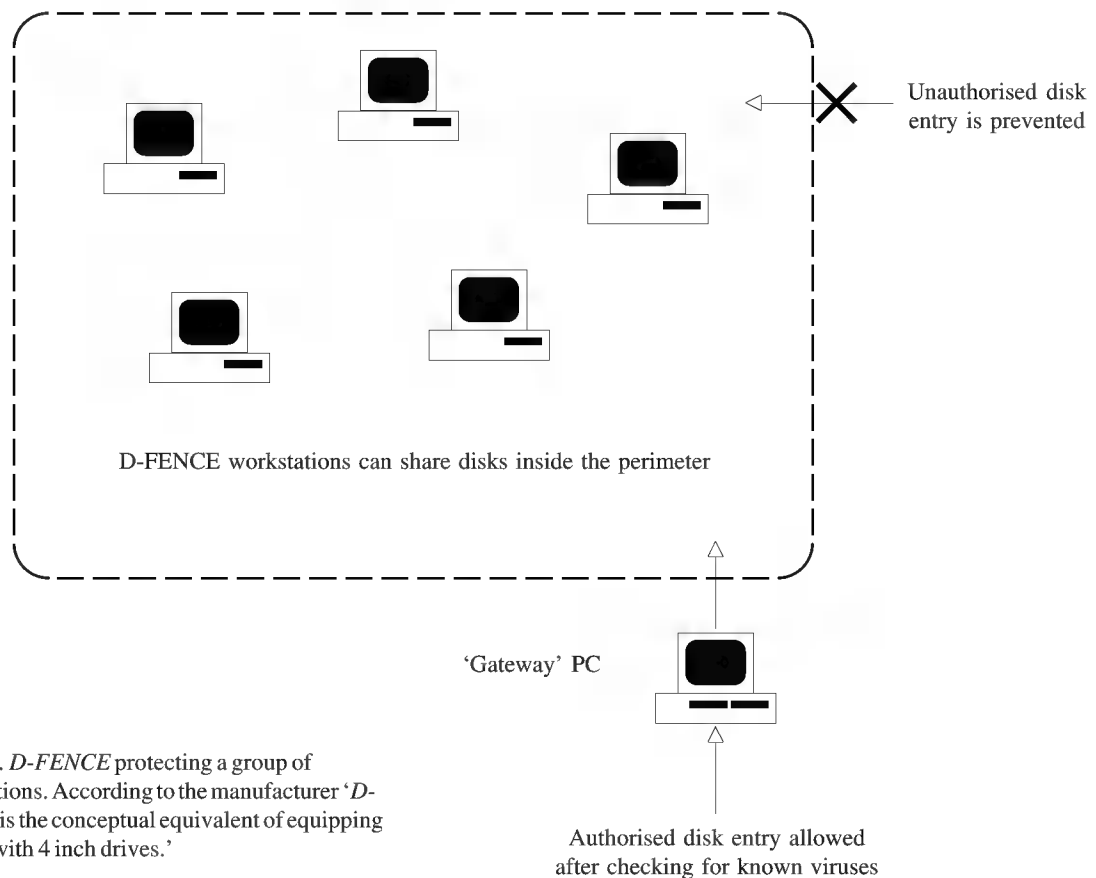 Unauthorised disk
entry is prevented
D-FENCE workstations can share disks inside the perimeter
‘Gateway’ PC
. D-FENCE protecting a group of
tions. According to the manufacturer ‘D-
is the conceptual equivalent of equipping
with 4 inch drives.’
Authorised disk entry allowed
after checking for known viruses